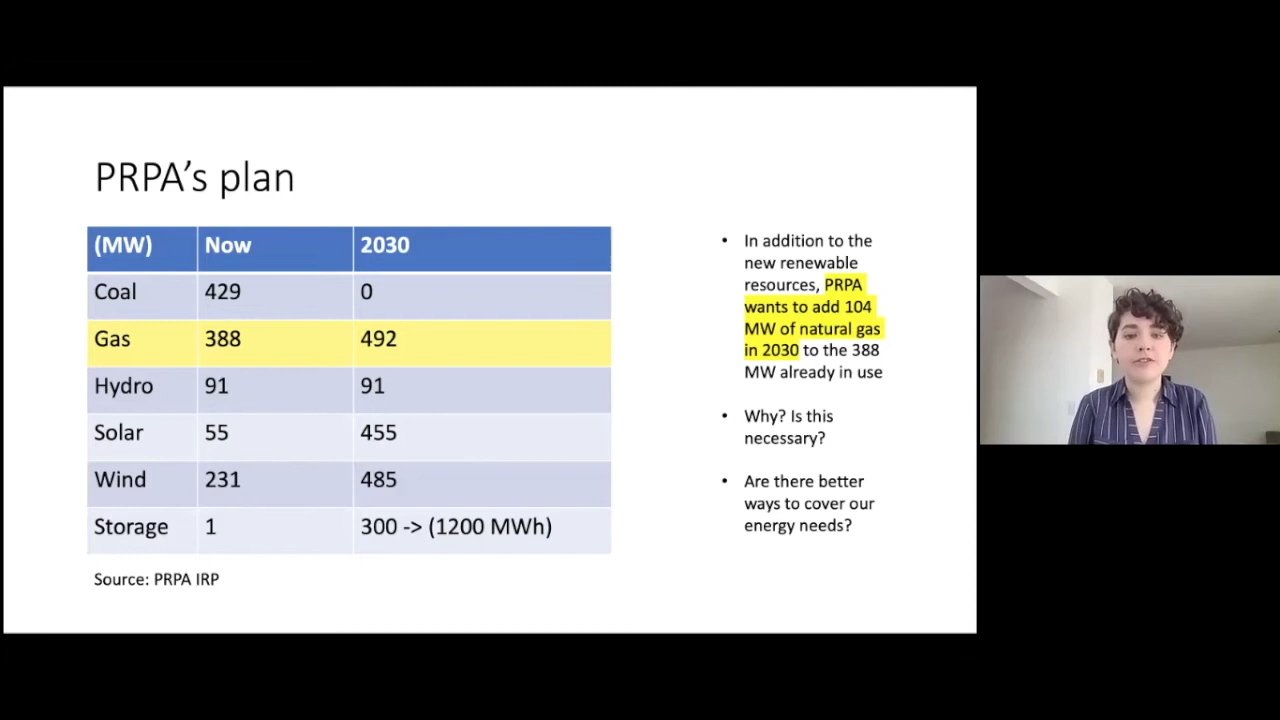 PRPA's plan
(MW) Now 2030
Coal 429 0
Gas 388 492
Hydro 91 91
Solar 55 455
Wind 231 485
Storage 1 300 -> (1200 MWh)
Source: PRPA IRP
• In addition to the
new renewable
resources, PRPA
wants to add 104
MW of natural gas
in 2030 to the 388
MW already in use
• Why? Is this
necessary?
• Are there better
ways to cover our
energy needs?